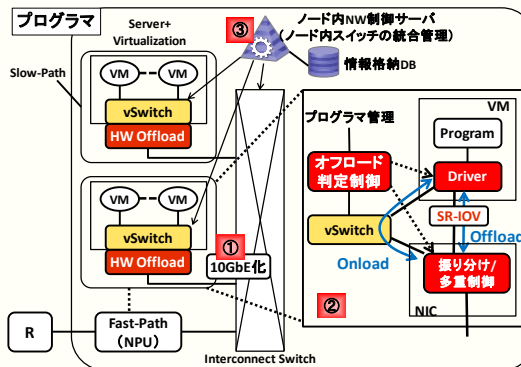 プログラマ
Server+
Virtualization
Slow-Path
③
ノード内NW制御サーバ
(ノード内スイッチの統合管理)
情報格納DB
VM
VM
vSwitch
HW Offload
VM
VM
vSwitch
HW Offload
①
10GbE化
R
Fast-Path
(NPU)
Interconnect Switch
プログラマ管理
オフロード
判定制御
vSwitch
VM
Program
Driver
SR-IOV
Offload
Onload
振り分け/
多重制御
NIC
②